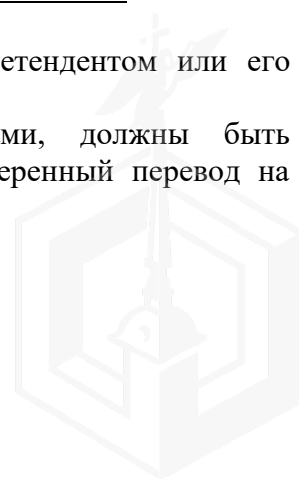 етендентом или его
ми, должны быть
еренный перевод на